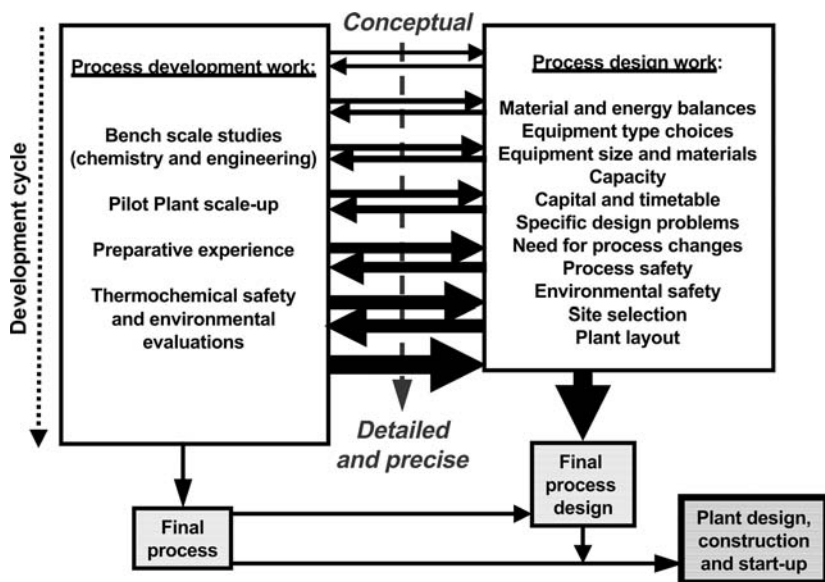 Conceptual
Process development work:
Bench scale studies
(chemistry and engineering)
Pilot Plant scale-up
Preparative experience
Thermochemical safety
and environmental
evaluations
Process design work:
Material and energy balances
Equipment type choices
Equipment size and materials
Capacity
Capital and timetable
Specific design problems
Need for process changes
Process safety
Environmental safety
Site selection
Plant layout
Development cycle
Detailed
and precise
Final
process
Final
process
design
Plant design,
construction
and start-up